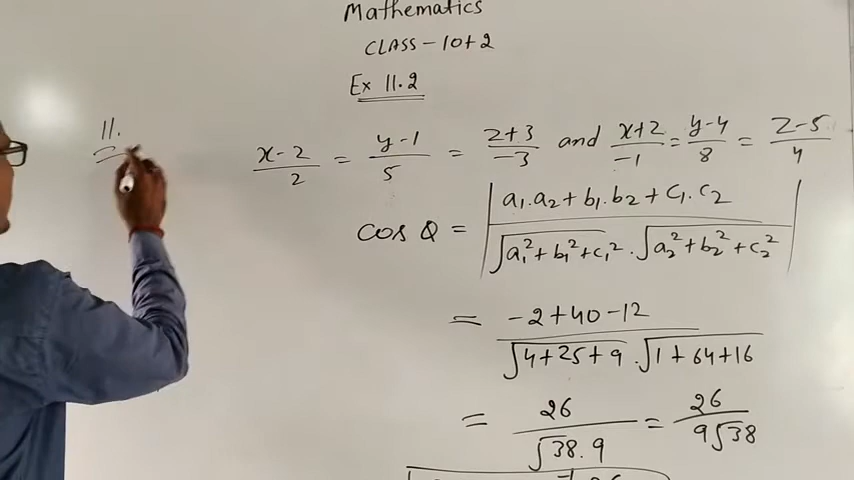 Mathematics
CLASS-10+2
Ex 11.2
11.
x-2/2 = y-1/5 = z+3/-3 and x+2/-1 = y-4/8 = z-5/4
cos θ = |a₁.a₂+b₁.b₂+c₁.c₂ / √a₁²+b₁²+c₁² . √a₂²+b₂²+c₂²|
= -2+40-12 / √4+25+9 . √1+64+16
= 26 / √38.9 = 26 / 9√38